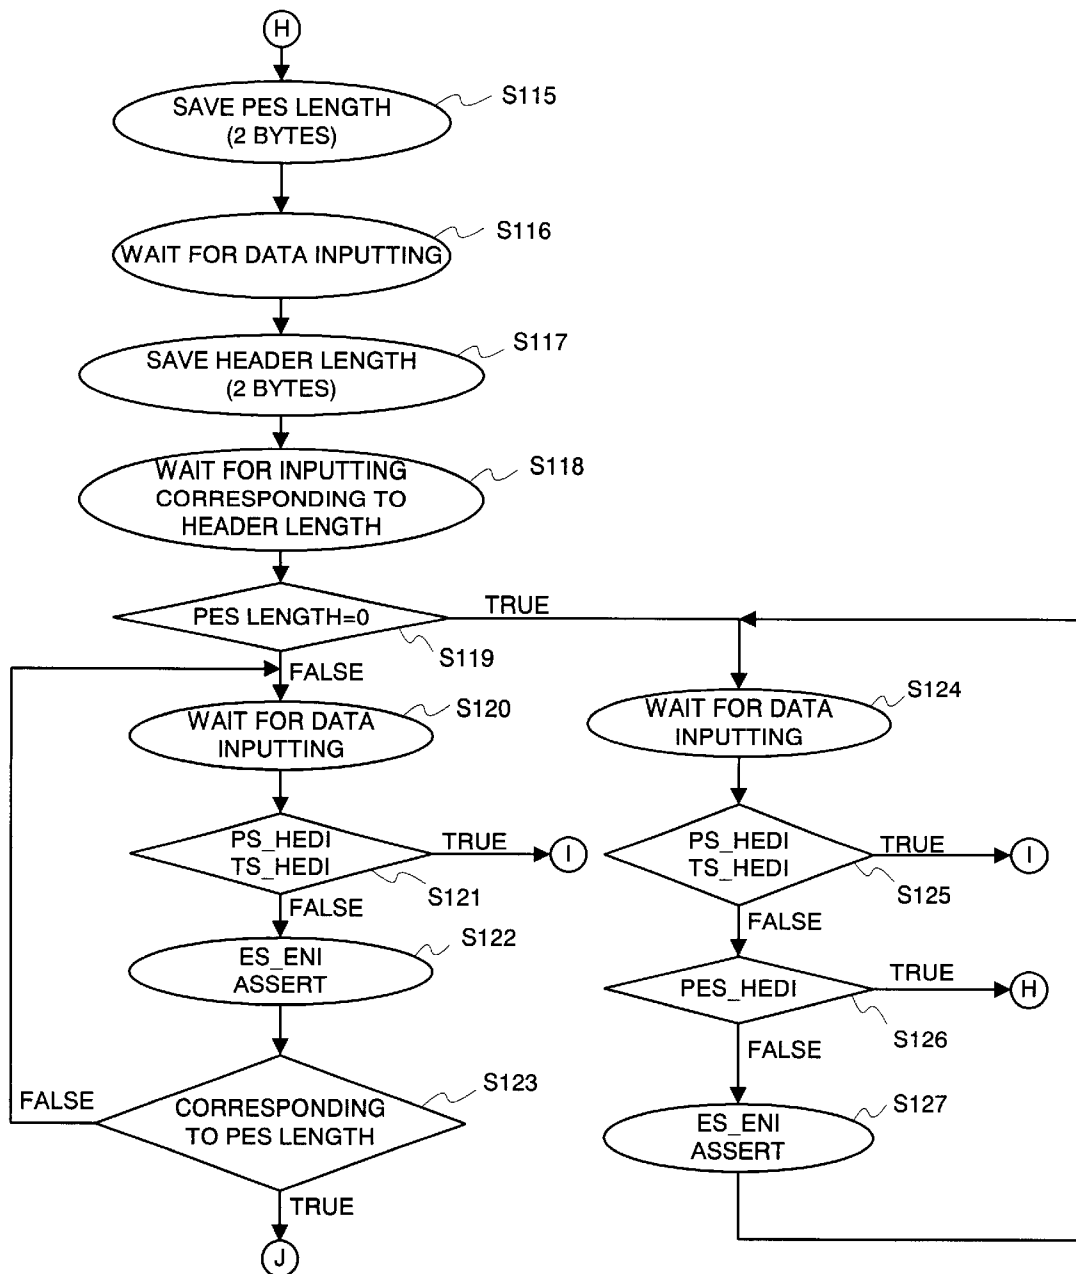 H
SAVE PES LENGTH
(2 BYTES)
S115
WAIT FOR DATA INPUTTING
S116
SAVE HEADER LENGTH
(2 BYTES)
S117
WAIT FOR INPUTTING
CORRESPONDING TO
HEADER LENGTH
S118
PES LENGTH=0
TRUE
S119
FALSE
WAIT FOR DATA
INPUTTING
S120
PS_HEDI
TS_HEDI
TRUE
I
S121
FALSE
ES_ENI
ASSERT
S122
CORRESPONDING
TO PES LENGTH
S123
FALSE
TRUE
J
WAIT FOR DATA
INPUTTING
S124
PS_HEDI
TS_HEDI
TRUE
I
S125
FALSE
PES_HEDI
TRUE
H
S126
FALSE
ES_ENI
ASSERT
S127